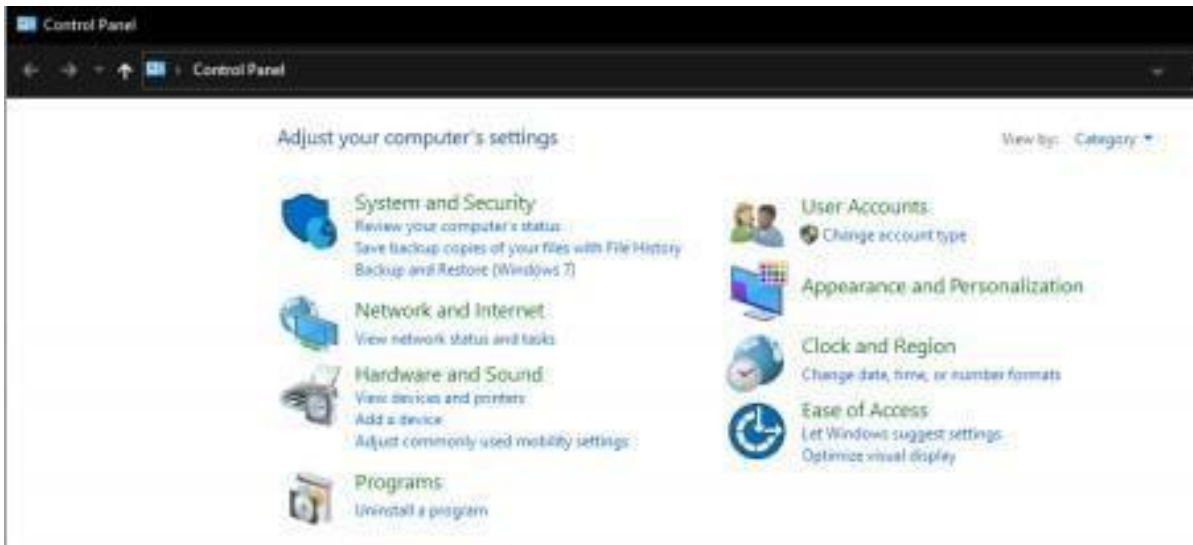 Control Panel
Control Panel
Adjust your computer's settings
View by: Category
System and Security
Review your computer's status
Save backup copies of your files with File History
Backup and Restore (Windows 7)
Network and Internet
View network status and tasks
Hardware and Sound
View devices and printers
Add a device
Adjust commonly used mobility settings
Programs
Uninstall a program
User Accounts
Change account type
Appearance and Personalization
Clock and Region
Change date, time, or number formats
Ease of Access
Let Windows suggest settings
Optimize visual display